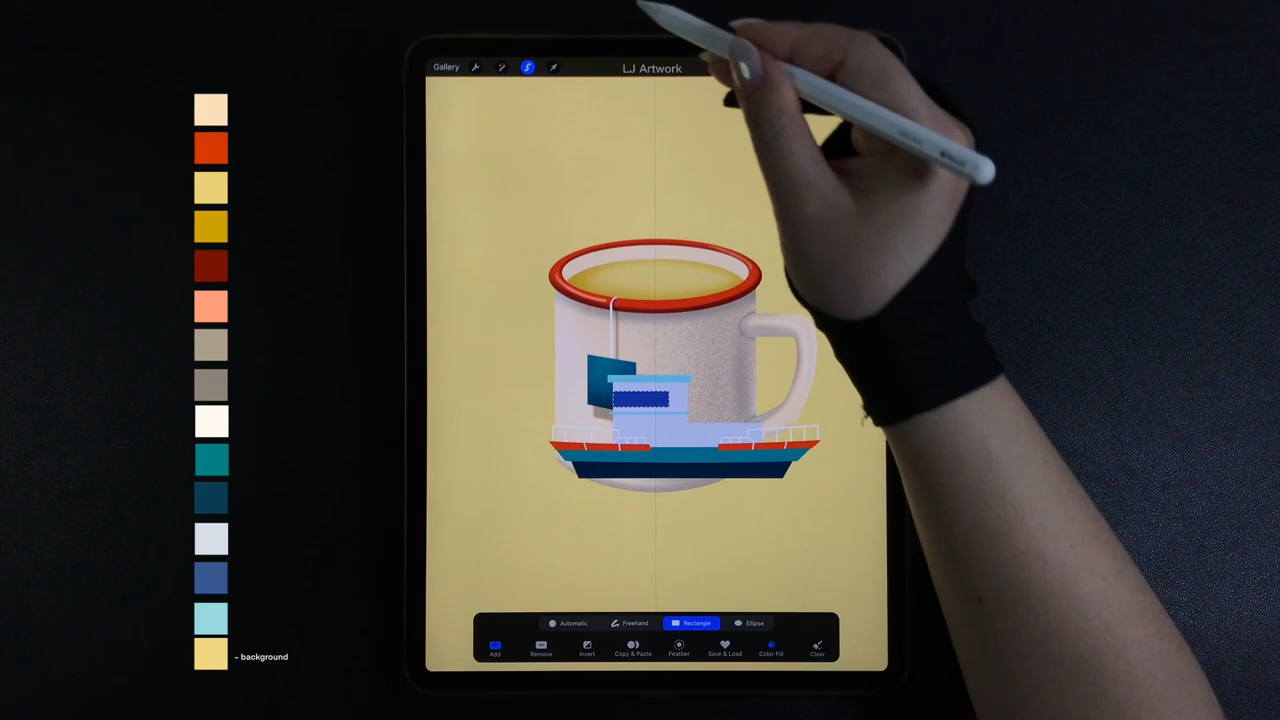 Gallery
LJ Artwork
Automatic Freehand Rectangle Ellipse
Add Remove Invert Copy & Paste Feather Save & Load Color Fill Clear
- background